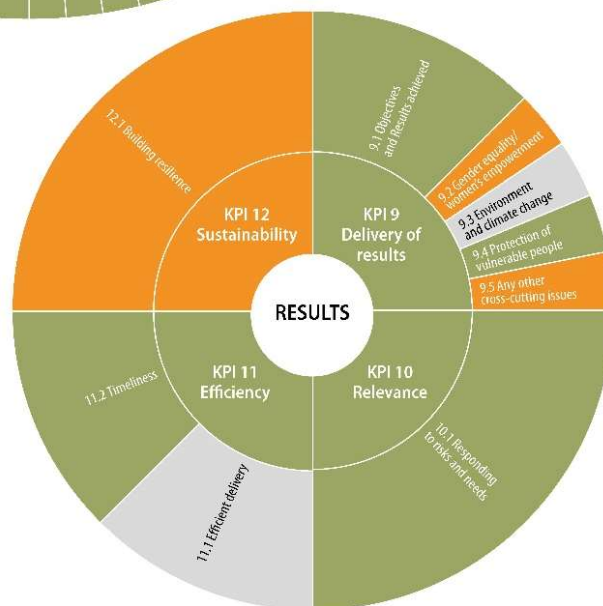 RESULTS
KPI 9
Delivery of
results
9.1 Objectives
and Results achieved
9.2 Gender equality/
women's empowerment
9.3 Environment
and climate change
9.4 Protection of
vulnerable people
9.5 Any other
cross-cutting issues
KPI 10
Relevance
10.1 Responding
to risks and needs
KPI 11
Efficiency
11.1 Efficient delivery
11.2 Timeliness
KPI 12
Sustainability
12.1 Building resilience